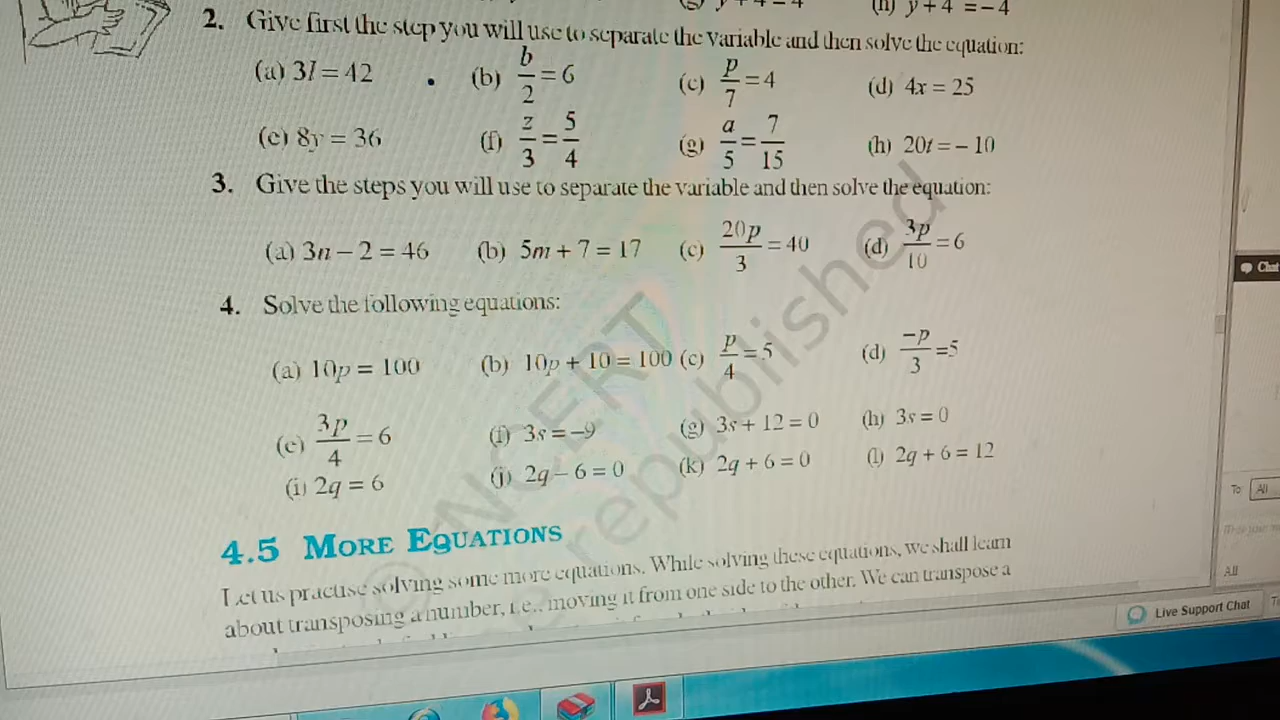 (g) y + 4 = 4 (h) y + 4 = – 4
2. Give first the step you will use to separate the variable and then solve the equation:
(a) 3l = 42 (b) b/2 = 6 (c) p/7 = 4 (d) 4x = 25
(e) 8y = 36 (f) z/3 = 5/4 (g) a/5 = 7/15 (h) 20t = – 10
3. Give the steps you will use to separate the variable and then solve the equation:
(a) 3n – 2 = 46 (b) 5m + 7 = 17 (c) 20p/3 = 40 (d) 3p/10 = 6
4. Solve the following equations:
(a) 10p = 100 (b) 10p + 10 = 100 (c) p/4 = 5 (d) –p/3 = 5
(e) 3p/4 = 6 (f) 3s = –9 (g) 3s + 12 = 0 (h) 3s = 0
(i) 2q = 6 (j) 2q – 6 = 0 (k) 2q + 6 = 0 (l) 2q + 6 = 12
4.5 MORE EQUATIONS
Let us practise solving some more equations. While solving these equations, we shall learn
about transposing a number, i.e., moving it from one side to the other. We can transpose a
© NCERT
republished
Chat
To All
All
Live Support Chat